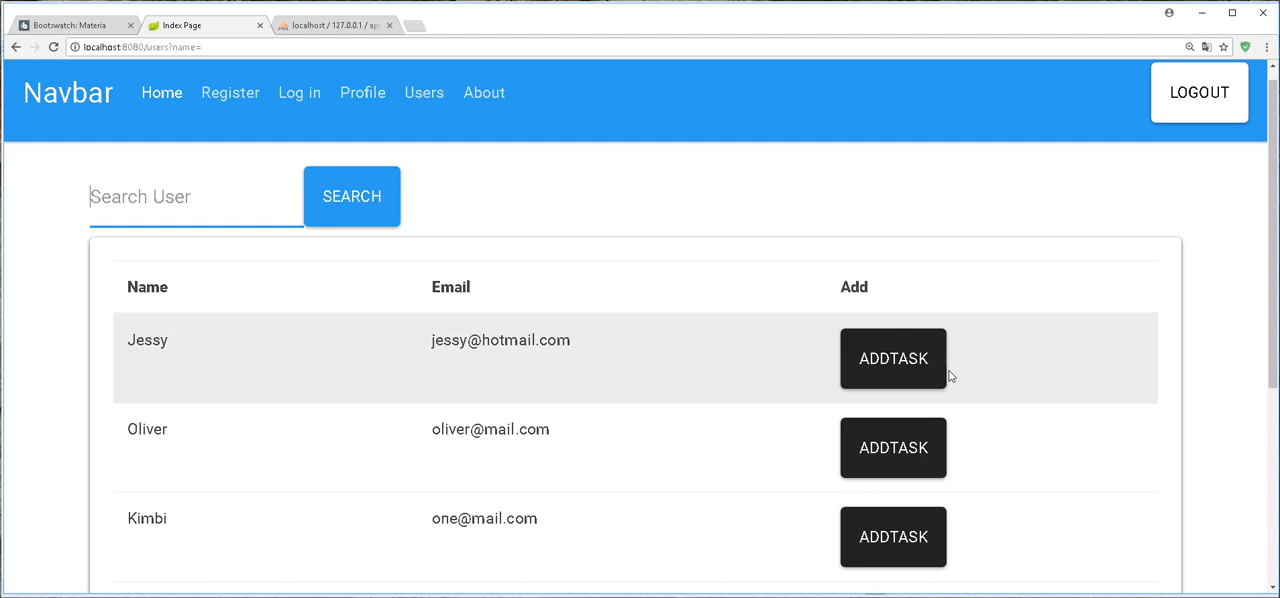 Bootswatch: Materia
Index Page
localhost / 127.0.0.1 / app
localhost:8080/users?name=
Navbar Home Register Log in Profile Users About LOGOUT
Search User SEARCH
Name Email Add
Jessy jessy@hotmail.com ADDTASK
Oliver oliver@mail.com ADDTASK
Kimbi one@mail.com ADDTASK